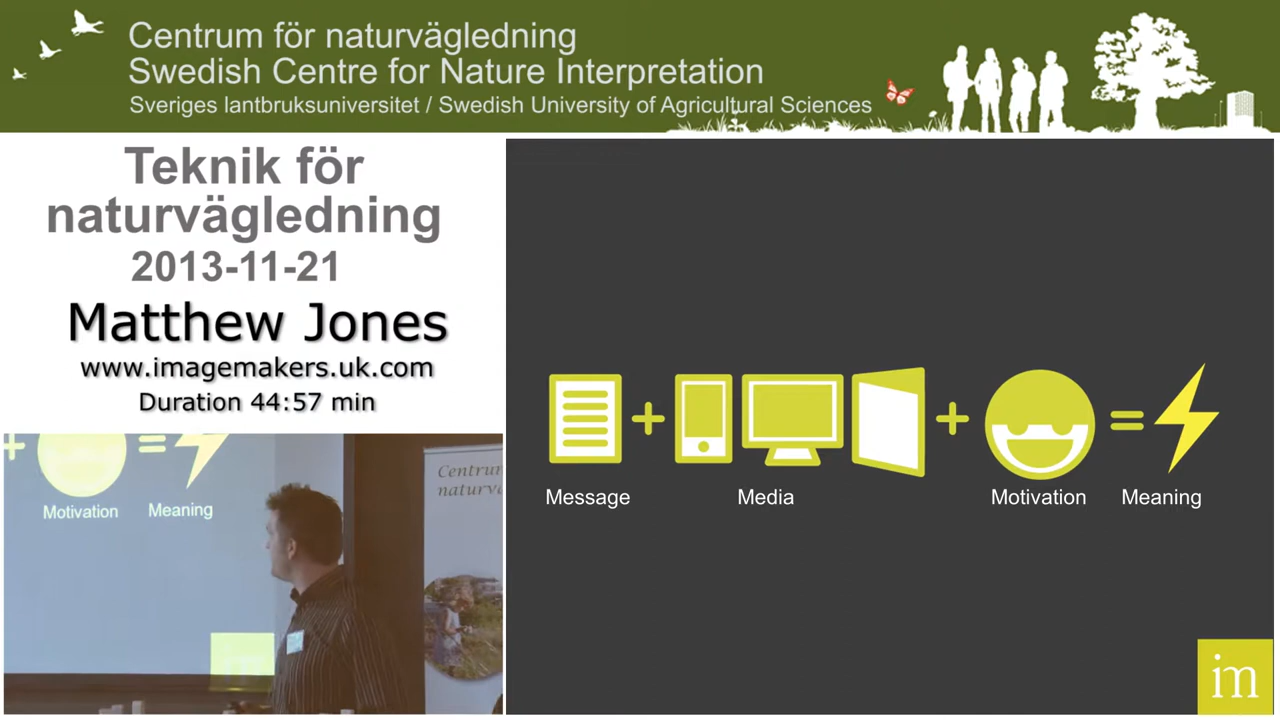 Centrum för naturvägledning
Swedish Centre for Nature Interpretation
Sveriges lantbruksuniversitet / Swedish University of Agricultural Sciences
Teknik för
naturvägledning
2013-11-21
Matthew Jones
www.imagemakers.uk.com
Duration 44:57 min
+ =
Motivation Meaning
Centrum
im
+ + =
Message Media Motivation Meaning
im